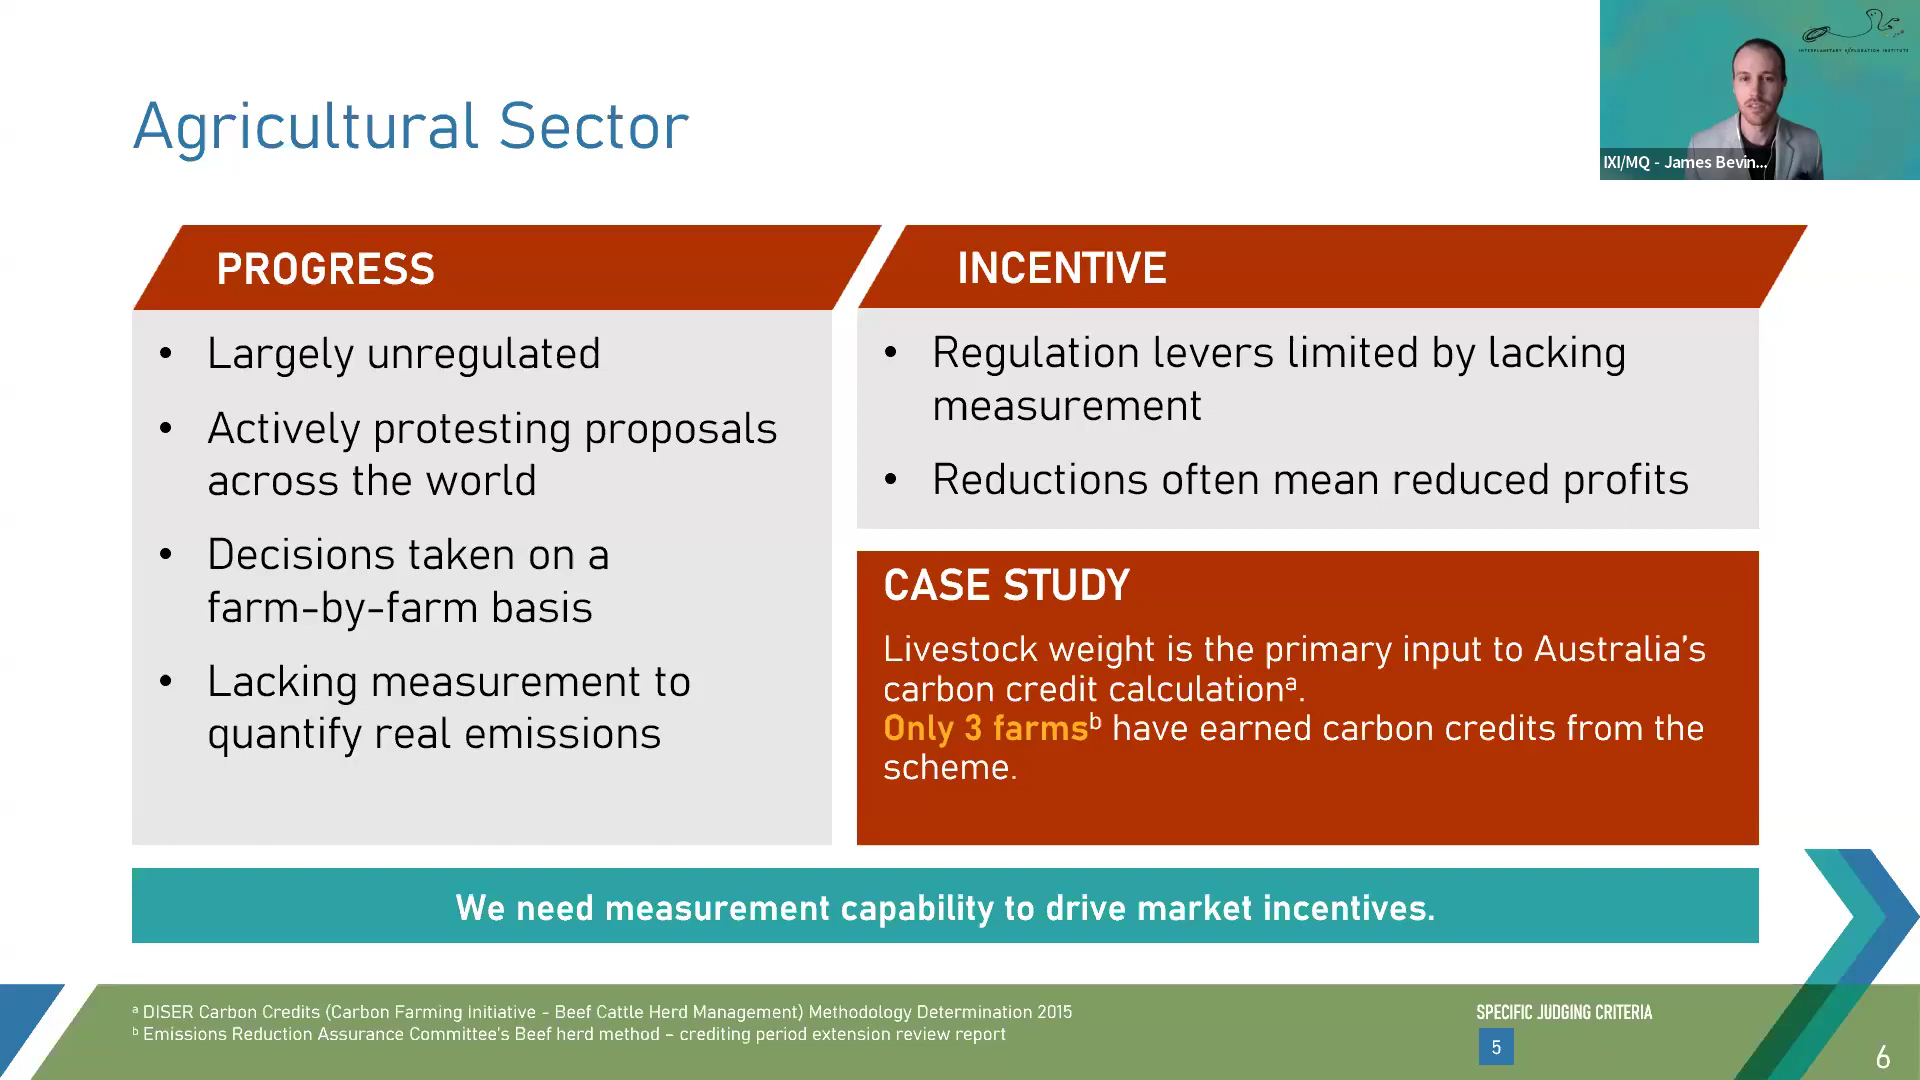 INTERPLANETARY EXPLORATION INSTITUTE
IXI/MQ - James Bevin...
Agricultural Sector
PROGRESS
• Largely unregulated
• Actively protesting proposals
across the world
• Decisions taken on a
farm-by-farm basis
• Lacking measurement to
quantify real emissions
INCENTIVE
• Regulation levers limited by lacking
measurement
• Reductions often mean reduced profits
CASE STUDY
Livestock weight is the primary input to Australia's
carbon credit calculationᵃ.
Only 3 farmsᵇ have earned carbon credits from the
scheme.
We need measurement capability to drive market incentives.
ᵃ DISER Carbon Credits (Carbon Farming Initiative - Beef Cattle Herd Management) Methodology Determination 2015
ᵇ Emissions Reduction Assurance Committee's Beef herd method – crediting period extension review report
SPECIFIC JUDGING CRITERIA
5
6